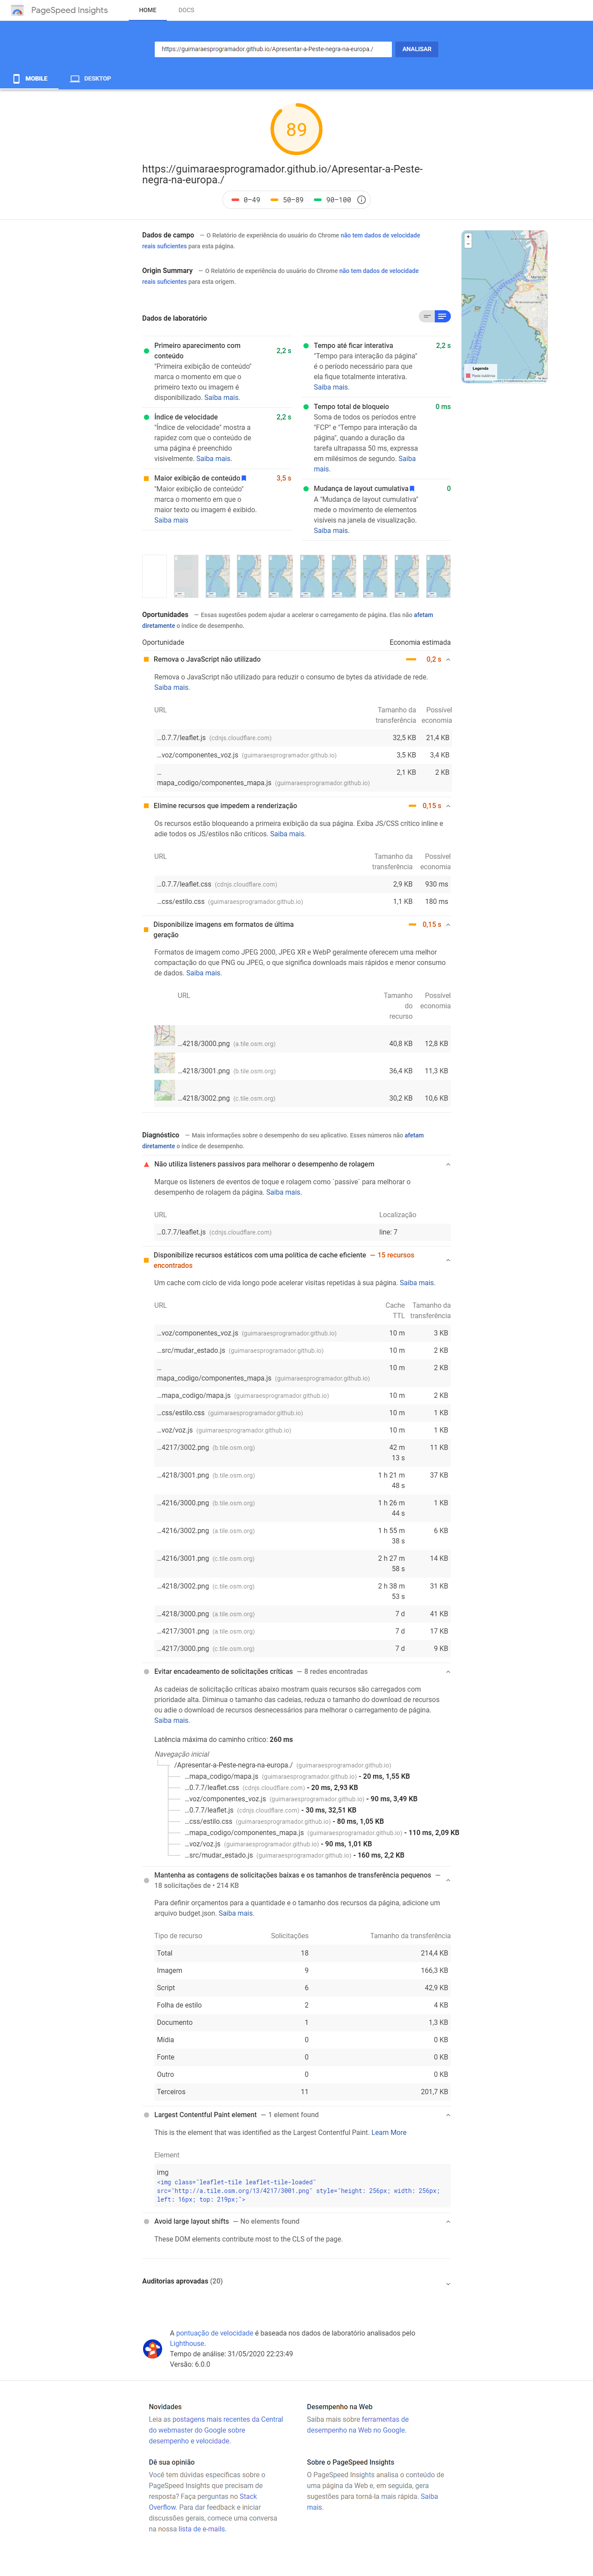 PageSpeed Insights
HOME
DOCS
https://guimaraesprogramador.github.io/Apresentar-a-Peste-negra-na-europa./
ANALISAR
MOBILE
DESKTOP
89
https://guimaraesprogramador.github.io/Apresentar-a-Peste-
negra-na-europa./
0–49
50–89
90–100
Dados de campo — O Relatório de experiência do usuário do Chrome não tem dados de velocidade
reais suficientes para esta página.
Origin Summary — O Relatório de experiência do usuário do Chrome não tem dados de velocidade
reais suficientes para esta origem.
Dados de laboratório
Primeiro aparecimento com
conteúdo
2,2 s
"Primeira exibição de conteúdo"
marca o momento em que o
primeiro texto ou imagem é
disponibilizado. Saiba mais.
Índice de velocidade
2,2 s
"Índice de velocidade" mostra a
rapidez com que o conteúdo de
uma página é preenchido
visivelmente. Saiba mais.
Maior exibição de conteúdo
3,5 s
"Maior exibição de conteúdo"
marca o momento em que o
maior texto ou imagem é exibido.
Saiba mais
Tempo até ficar interativa
2,2 s
"Tempo para interação da página"
é o período necessário para que
ela fique totalmente interativa.
Saiba mais.
Tempo total de bloqueio
0 ms
Soma de todos os períodos entre
"FCP" e "Tempo para interação da
página", quando a duração da
tarefa ultrapassa 50 ms, expressa
em milésimos de segundo. Saiba
mais.
Mudança de layout cumulativa
0
A "Mudança de layout cumulativa"
mede o movimento de elementos
visíveis na janela de visualização.
Saiba mais.
+
-
Legenda
Oportunidades — Essas sugestões podem ajudar a acelerar o carregamento de página. Elas não afetam
diretamente o índice de desempenho.
Oportunidade
Economia estimada
Remova o JavaScript não utilizado
0,2 s
Remova o JavaScript não utilizado para reduzir o consumo de bytes da atividade de rede.
Saiba mais.
URL
Tamanho da
transferência
Possível
economia
…0.7.7/leaflet.js (cdnjs.cloudflare.com) 32,5 KB 21,4 KB
…voz/componentes_voz.js (guimaraesprogramador.github.io) 3,5 KB 3,4 KB
…
mapa_codigo/componentes_mapa.js (guimaraesprogramador.github.io) 2,1 KB 2 KB
Elimine recursos que impedem a renderização
0,15 s
Os recursos estão bloqueando a primeira exibição da sua página. Exiba JS/CSS crítico inline e
adie todos os JS/estilos não críticos. Saiba mais.
URL
Tamanho da
transferência
Possível
economia
…0.7.7/leaflet.css (cdnjs.cloudflare.com) 2,9 KB 930 ms
…css/estilo.css (guimaraesprogramador.github.io) 1,1 KB 180 ms
Disponibilize imagens em formatos de última
geração
0,15 s
Formatos de imagem como JPEG 2000, JPEG XR e WebP geralmente oferecem uma melhor
compactação do que PNG ou JPEG, o que significa downloads mais rápidos e menor consumo
de dados. Saiba mais.
URL
Tamanho
do
recurso
Possível
economia
…4218/3000.png (a.tile.osm.org) 40,8 KB 12,8 KB
…4218/3001.png (b.tile.osm.org) 36,4 KB 11,3 KB
…4218/3002.png (c.tile.osm.org) 30,2 KB 10,6 KB
Diagnóstico — Mais informações sobre o desempenho do seu aplicativo. Esses números não afetam
diretamente o índice de desempenho.
Não utiliza listeners passivos para melhorar o desempenho de rolagem
Marque os listeners de eventos de toque e rolagem como `passive` para melhorar o
desempenho de rolagem da página. Saiba mais.
URL
Localização
…0.7.7/leaflet.js (cdnjs.cloudflare.com) line: 7
Disponibilize recursos estáticos com uma política de cache eficiente — 15 recursos
encontrados
Um cache com ciclo de vida longo pode acelerar visitas repetidas à sua página. Saiba mais.
URL
Cache
TTL
Tamanho da
transferência
…voz/componentes_voz.js (guimaraesprogramador.github.io) 10 m 3 KB
…src/mudar_estado.js (guimaraesprogramador.github.io) 10 m 2 KB
…
mapa_codigo/componentes_mapa.js (guimaraesprogramador.github.io) 10 m 2 KB
…mapa_codigo/mapa.js (guimaraesprogramador.github.io) 10 m 2 KB
…css/estilo.css (guimaraesprogramador.github.io) 10 m 1 KB
…voz/voz.js (guimaraesprogramador.github.io) 10 m 1 KB
…4217/3002.png (b.tile.osm.org) 42 m
13 s
11 KB
…4218/3001.png (b.tile.osm.org) 1 h 21 m
48 s
37 KB
…4216/3000.png (b.tile.osm.org) 1 h 26 m
44 s
1 KB
…4216/3002.png (a.tile.osm.org) 1 h 55 m
38 s
6 KB
…4216/3001.png (c.tile.osm.org) 2 h 27 m
58 s
14 KB
…4218/3002.png (c.tile.osm.org) 2 h 38 m
53 s
31 KB
…4218/3000.png (a.tile.osm.org) 7 d 41 KB
…4217/3001.png (a.tile.osm.org) 7 d 17 KB
…4217/3000.png (c.tile.osm.org) 7 d 9 KB
Evitar encadeamento de solicitações críticas — 8 redes encontradas
As cadeias de solicitação críticas abaixo mostram quais recursos são carregados com
prioridade alta. Diminua o tamanho das cadeias, reduza o tamanho do download de recursos
ou adie o download de recursos desnecessários para melhorar o carregamento de página.
Saiba mais.
Latência máxima do caminho crítico: 260 ms
Navegação inicial
/Apresentar-a-Peste-negra-na-europa./ (guimaraesprogramador.github.io)
…mapa_codigo/mapa.js (guimaraesprogramador.github.io) - 20 ms, 1,55 KB
…0.7.7/leaflet.css (cdnjs.cloudflare.com) - 20 ms, 2,93 KB
…voz/componentes_voz.js (guimaraesprogramador.github.io) - 90 ms, 3,49 KB
…0.7.7/leaflet.js (cdnjs.cloudflare.com) - 30 ms, 32,51 KB
…css/estilo.css (guimaraesprogramador.github.io) - 80 ms, 1,05 KB
…mapa_codigo/componentes_mapa.js (guimaraesprogramador.github.io) - 110 ms, 2,09 KB
…voz/voz.js (guimaraesprogramador.github.io) - 90 ms, 1,01 KB
…src/mudar_estado.js (guimaraesprogramador.github.io) - 160 ms, 2,2 KB
Mantenha as contagens de solicitações baixas e os tamanhos de transferência pequenos —
18 solicitações de • 214 KB
Para definir orçamentos para a quantidade e o tamanho dos recursos da página, adicione um
arquivo budget.json. Saiba mais.
Tipo de recurso Solicitações Tamanho da transferência
Total 18 214,4 KB
Imagem 9 166,3 KB
Script 6 42,9 KB
Folha de estilo 2 4 KB
Documento 1 1,3 KB
Mídia 0 0 KB
Fonte 0 0 KB
Outro 0 0 KB
Terceiros 11 201,7 KB
Largest Contentful Paint element — 1 element found
This is the element that was identified as the Largest Contentful Paint. Learn More
Element
img
<img class="leaflet-tile leaflet-tile-loaded"
src="http://a.tile.osm.org/13/4217/3001.png" style="height: 256px; width: 256px;
left: 16px; top: 219px;">
Avoid large layout shifts — No elements found
These DOM elements contribute most to the CLS of the page.
Auditorias aprovadas (20)
A pontuação de velocidade é baseada nos dados de laboratório analisados pelo
Lighthouse.
Tempo de análise: 31/05/2020 22:23:49
Versão: 6.0.0
Novidades
Leia as postagens mais recentes da Central
do webmaster do Google sobre
desempenho e velocidade.
Desempenho na Web
Saiba mais sobre ferramentas de
desempenho na Web no Google.
Dê sua opinião
Você tem dúvidas específicas sobre o
PageSpeed Insights que precisam de
resposta? Faça perguntas no Stack
Overflow. Para dar feedback e iniciar
discussões gerais, comece uma conversa
na nossa lista de e-mails.
Sobre o PageSpeed Insights
O PageSpeed Insights analisa o conteúdo de
uma página da Web e, em seguida, gera
sugestões para torná-la mais rápida. Saiba
mais.